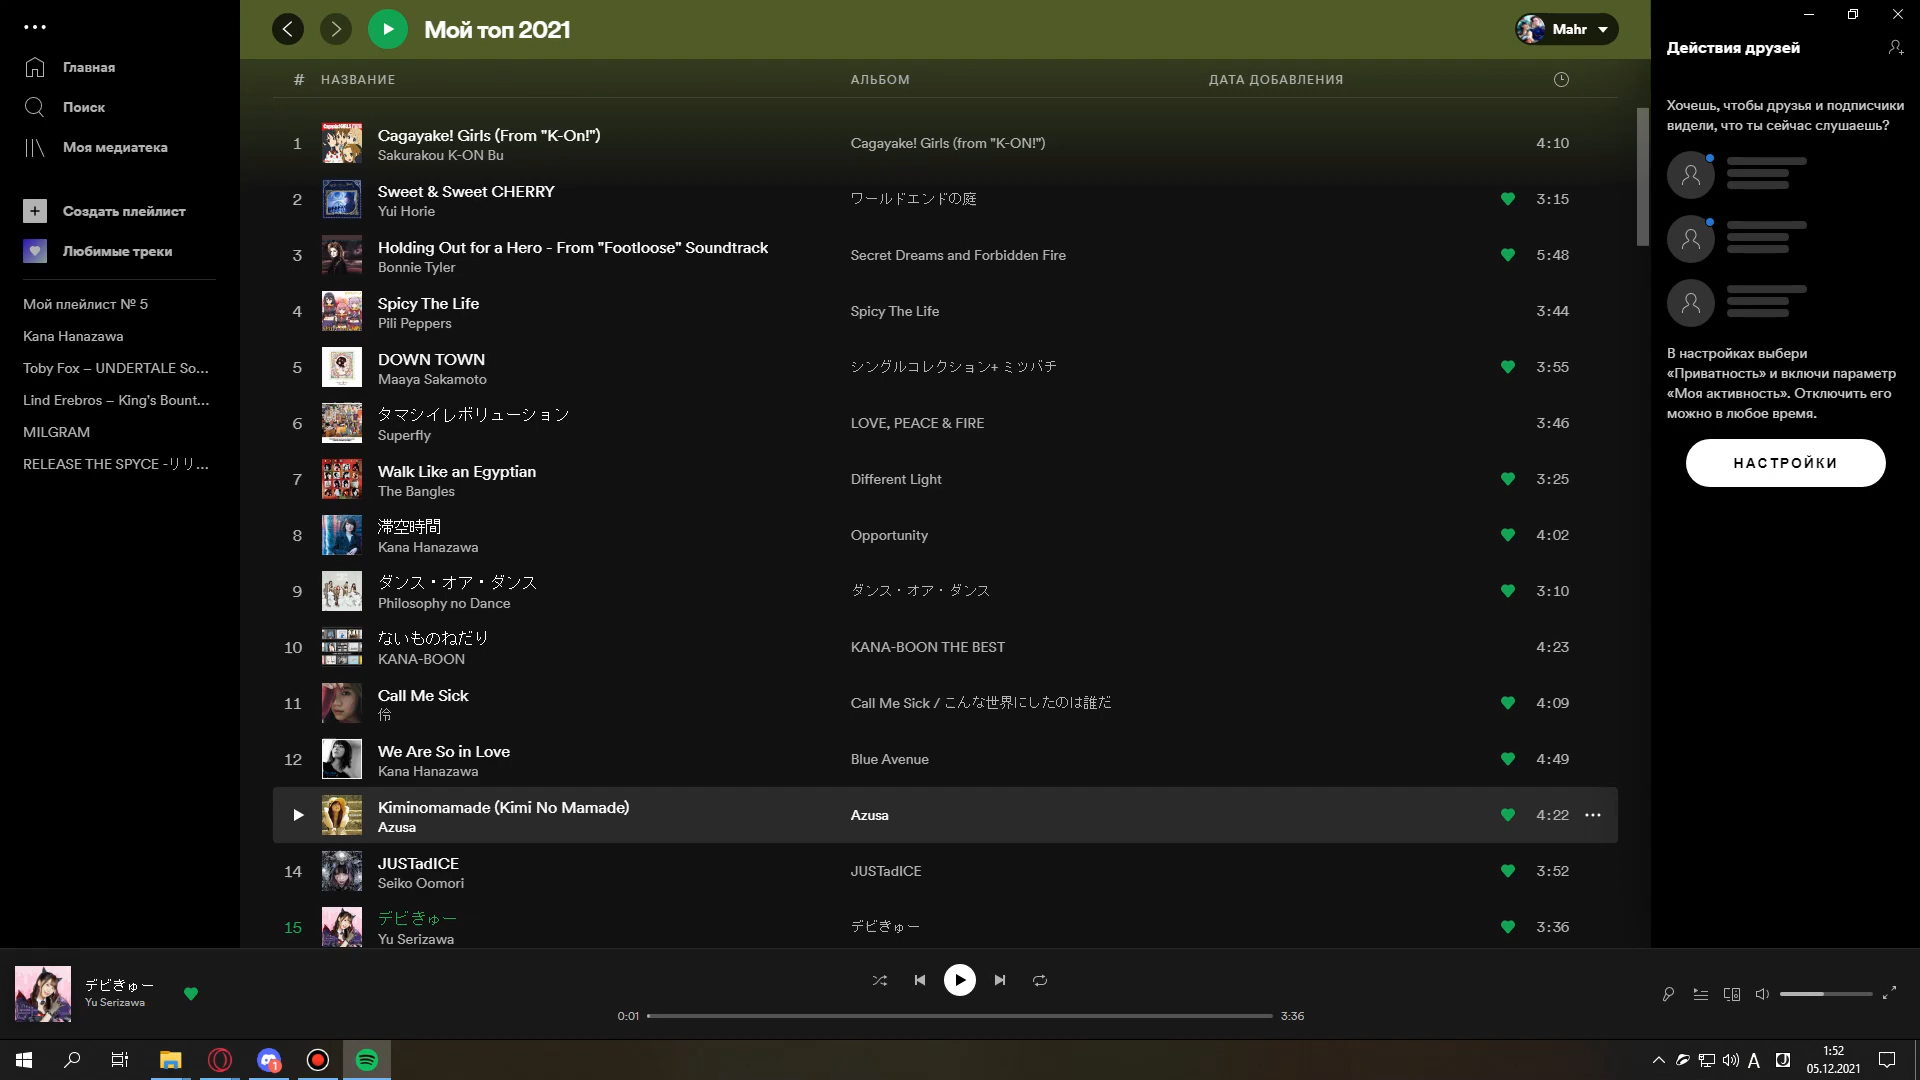 Главная
Поиск
Моя медиатека
Создать плейлист
Любимые треки
Мой плейлист № 5
Kana Hanazawa
Toby Fox – UNDERTALE So...
Lind Erebros – King's Bount...
MILGRAM
RELEASE THE SPYCE -リリ...
Мой топ 2021
Mahr
# НАЗВАНИЕ АЛЬБОМ ДАТА ДОБАВЛЕНИЯ
1 Cagayake! Girls (From "K-On!") Cagayake! Girls (from "K-ON!") 4:10
Sakurakou K-ON Bu
2 Sweet & Sweet CHERRY ワールドエンドの庭 3:15
Yui Horie
3 Holding Out for a Hero - From "Footloose" Soundtrack Secret Dreams and Forbidden Fire 5:48
Bonnie Tyler
4 Spicy The Life Spicy The Life 3:44
Pili Peppers
5 DOWN TOWN シングルコレクション+ ミツバチ 3:55
Maaya Sakamoto
6 タマシイレボリューション LOVE, PEACE & FIRE 3:46
Superfly
7 Walk Like an Egyptian Different Light 3:25
The Bangles
8 滞空時間 Opportunity 4:02
Kana Hanazawa
9 ダンス・オア・ダンス ダンス・オア・ダンス 3:10
Philosophy no Dance
10 ないものねだり KANA-BOON THE BEST 4:23
KANA-BOON
11 Call Me Sick Call Me Sick / こんな世界にしたのは誰だ 4:09
伶
12 We Are So in Love Blue Avenue 4:49
Kana Hanazawa
Kiminomamade (Kimi No Mamade) Azusa 4:22
Azusa
14 JUSTadICE JUSTadICE 3:52
Seiko Oomori
15 デビきゅー デビきゅー 3:36
Yu Serizawa
Действия друзей
Хочешь, чтобы друзья и подписчики
видели, что ты сейчас слушаешь?
В настройках выбери
«Приватность» и включи параметр
«Моя активность». Отключить его
можно в любое время.
НАСТРОЙКИ
デビきゅー
Yu Serizawa
0:01 3:36
1
A
J
1:52
05.12.2021